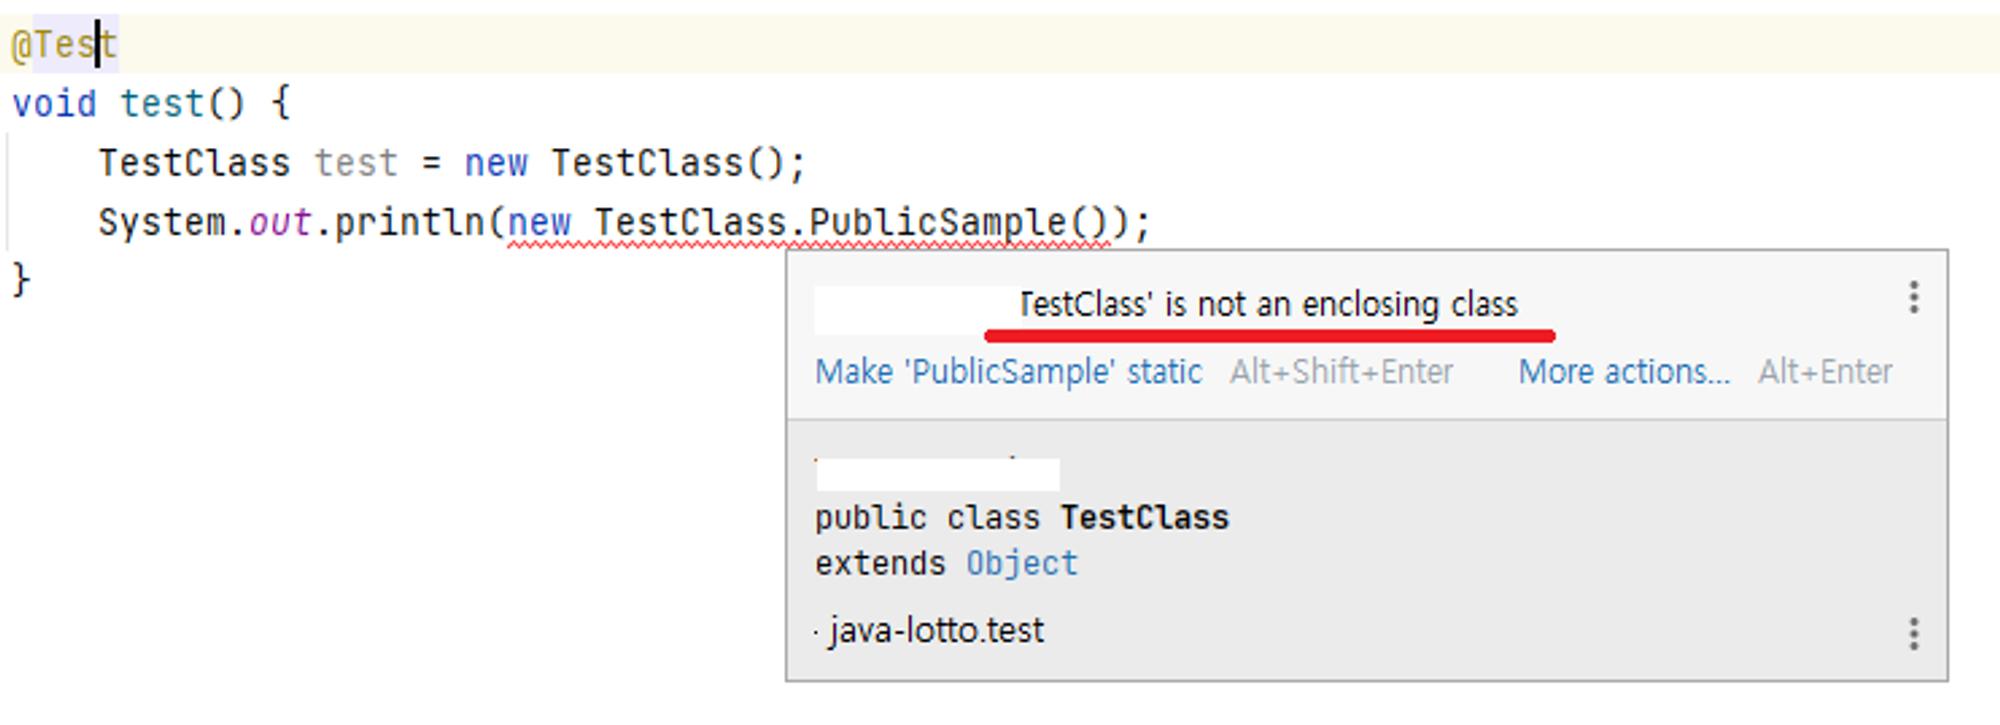 @Test
void test() {
TestClass test = new TestClass();
System.out.println(new TestClass.PublicSample());
}
TestClass' is not an enclosing class
Make 'PublicSample' static Alt+Shift+Enter More actions... Alt+Enter
public class TestClass
extends Object
java-lotto.test